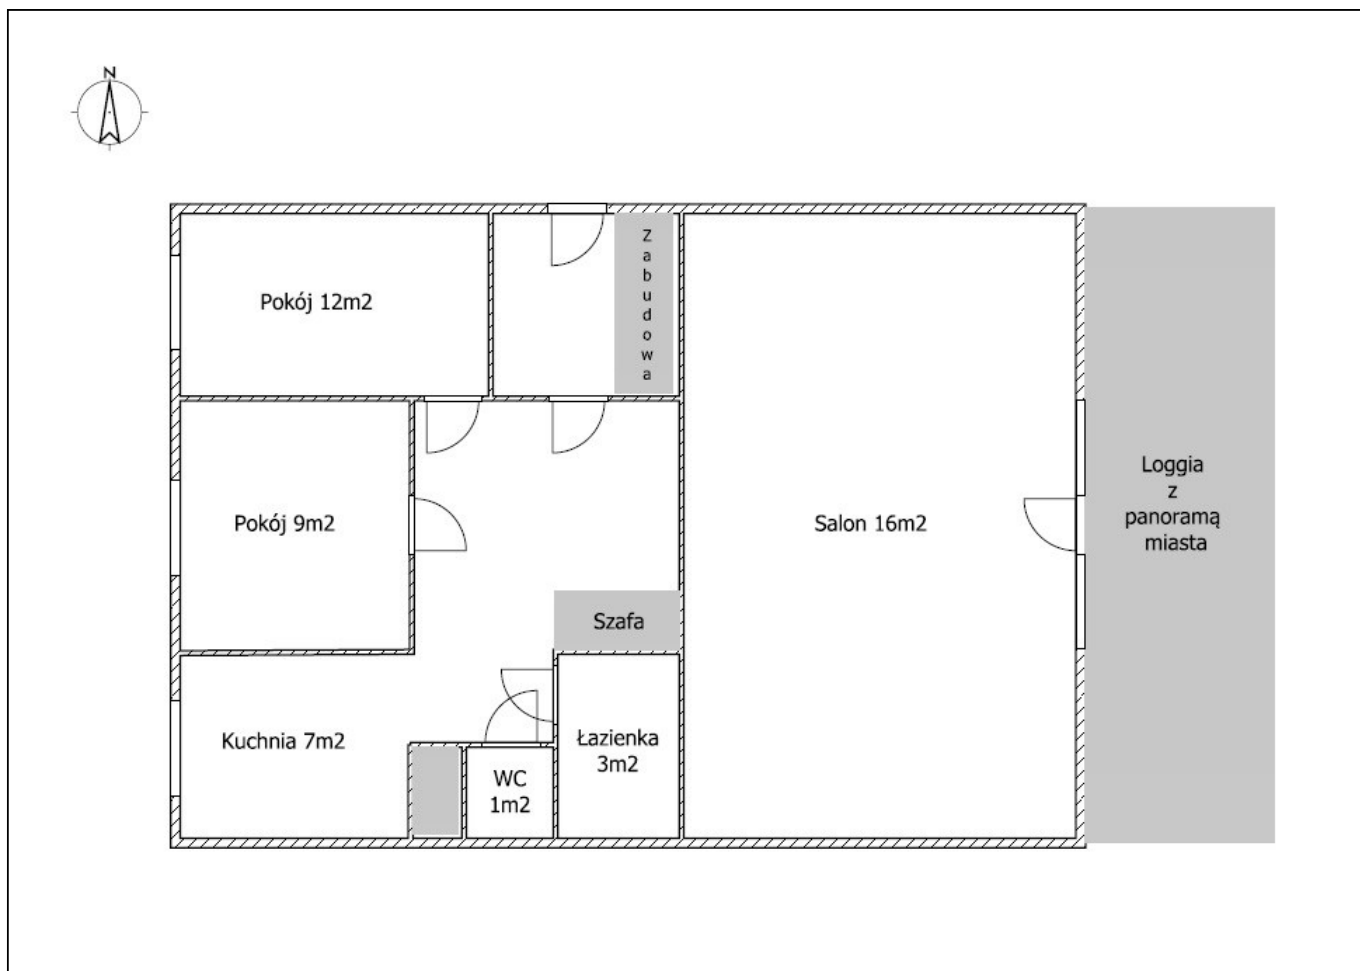 N
Pokój 12m2
Z
a
b
u
d
o
w
a
Pokój 9m2
Salon 16m2
Loggia
z
panoramą
miasta
Szafa
Kuchnia 7m2
Łazienka
3m2
WC
1m2